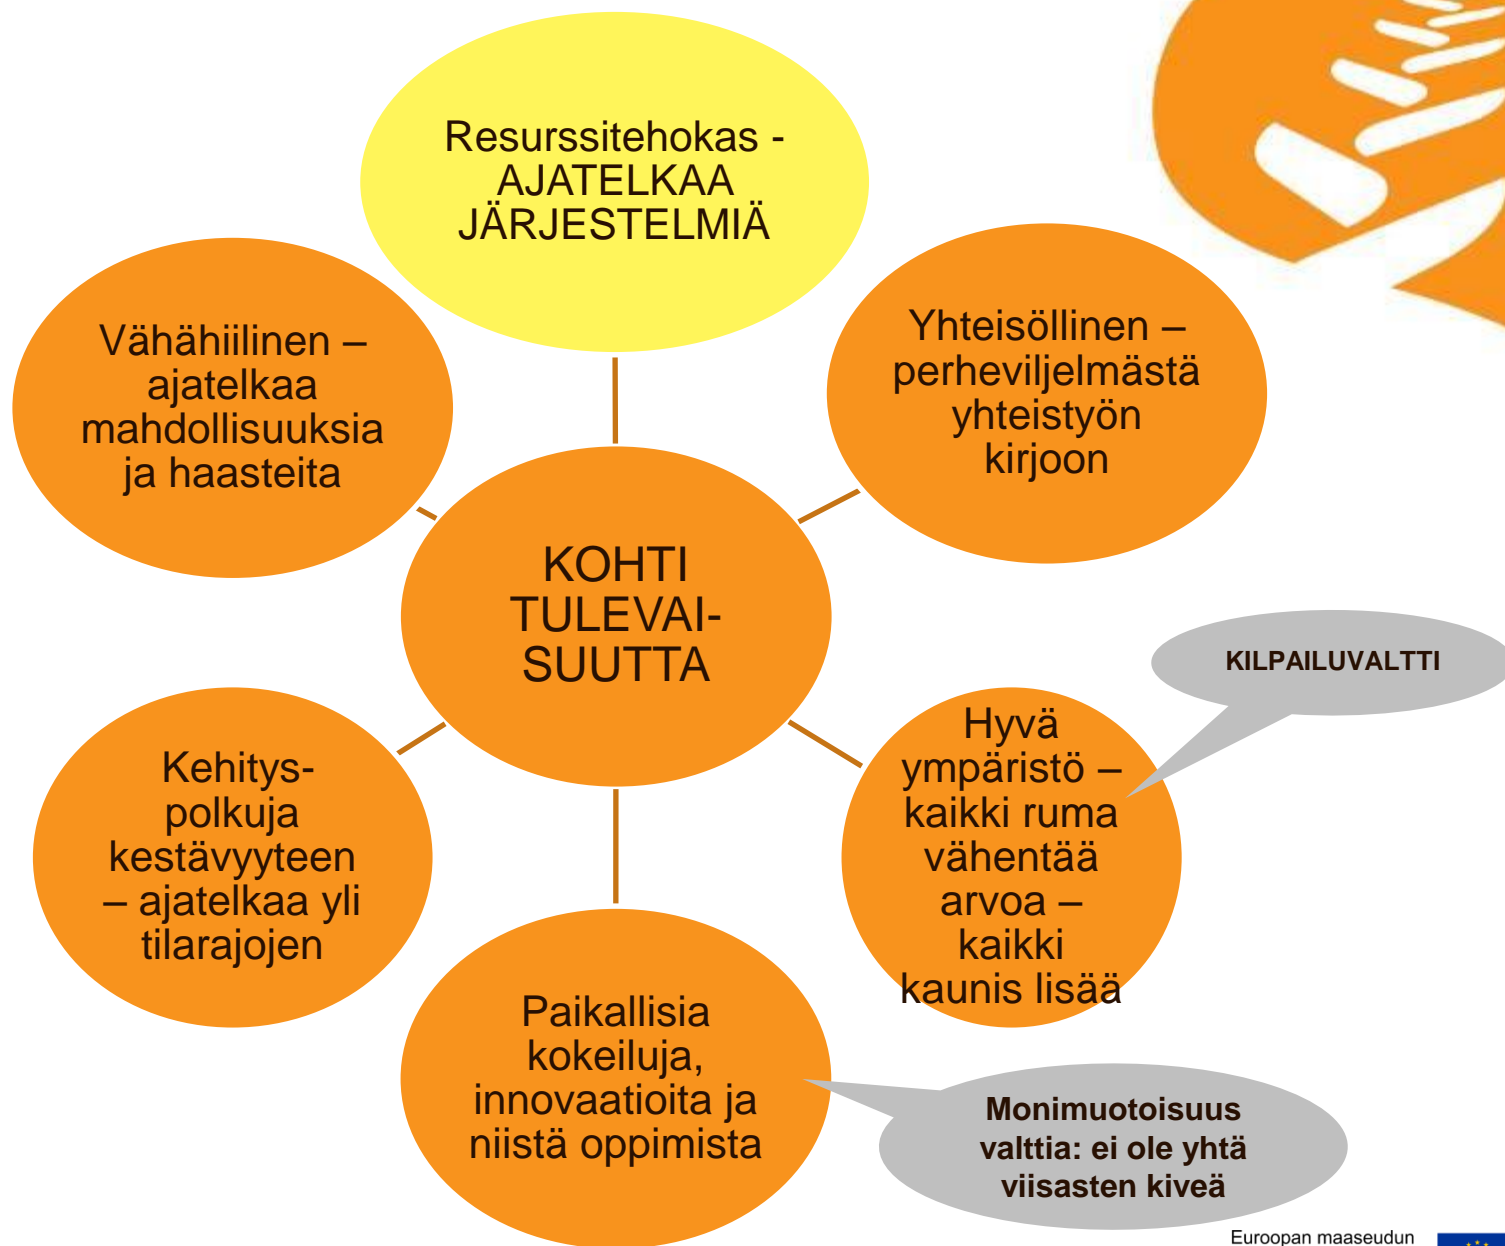 Resurssitehokas -
AJATELKAA
JÄRJESTELMIÄ
Vähähiilinen –
ajatelkaa
mahdollisuuksia
ja haasteita
Yhteisöllinen –
perheviljelmästä
yhteistyön
kirjoon
KOHTI
TULEVAI-
SUUTTA
KILPAILUVALTTI
Hyvä
ympäristö –
kaikki ruma
vähentää
arvoa –
kaikki
kaunis lisää
Kehitys-
polkuja
kestävyyteen
– ajatelkaa yli
tilarajojen
Paikallisia
kokeiluja,
innovaatioita ja
niistä oppimista
Monimuotoisuus
valttia: ei ole yhtä
viisasten kiveä
Euroopan maaseudun